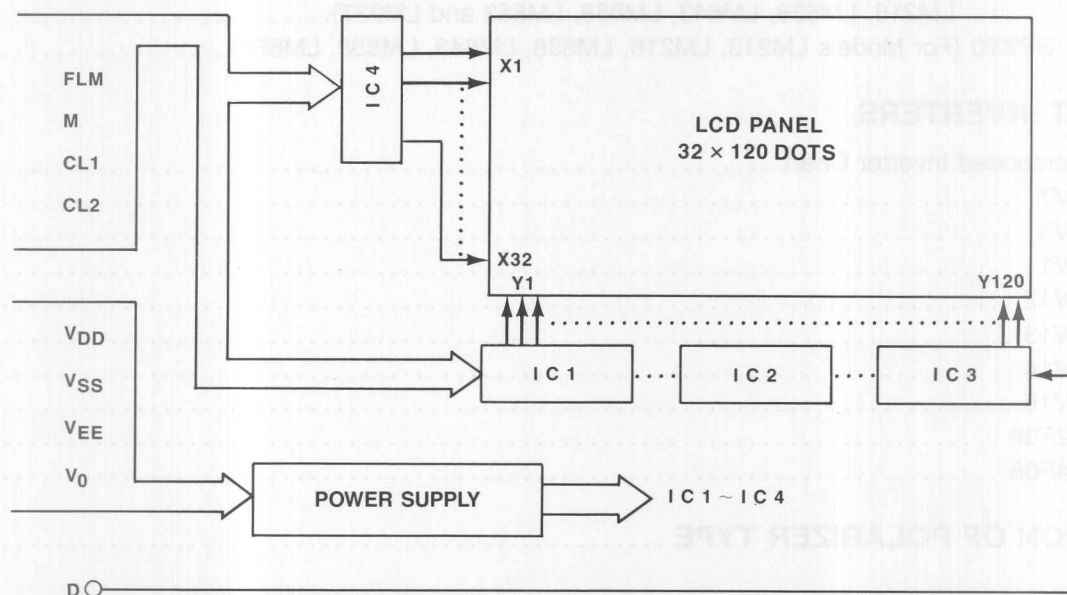 FLM
M
CL1
CL2
VDD
VSS
VEE
V0
D
IC4
X1
X32
LCD PANEL
32 × 120 DOTS
Y1
Y120
IC1
IC2
IC3
POWER SUPPLY
IC1 ~ IC4